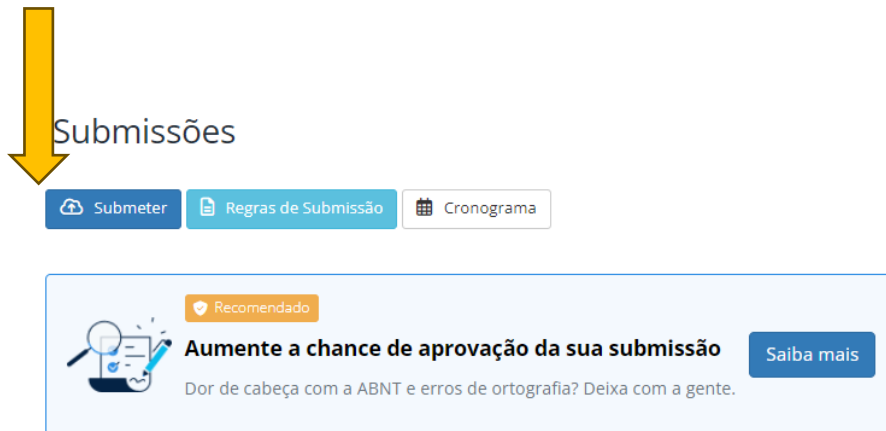 Submissões
Submeter Regras de Submissão Cronograma
Recomendado
Aumente a chance de aprovação da sua submissão
Saiba mais
Dor de cabeça com a ABNT e erros de ortografia? Deixa com a gente.